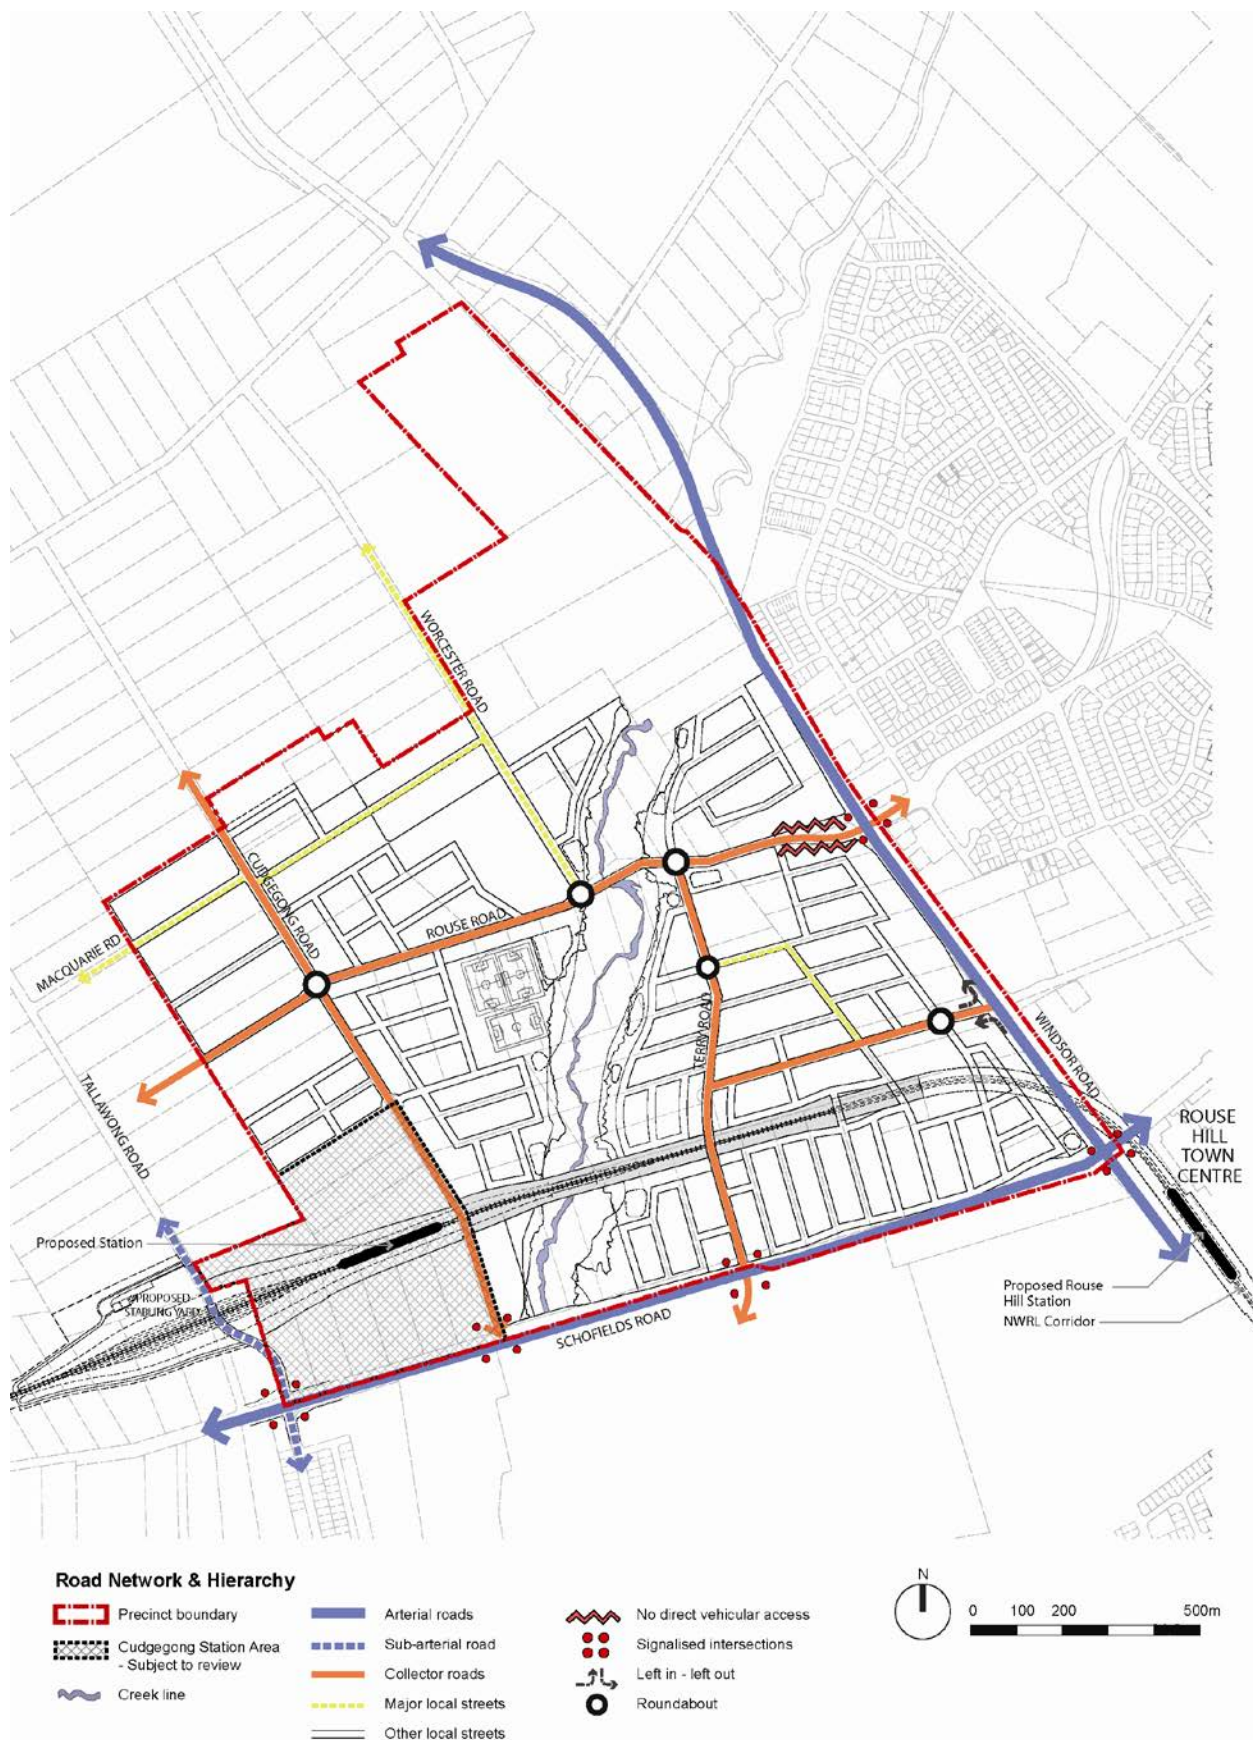 WORCESTER ROAD
CUDGEGONG ROAD
ROUSE ROAD
MACQUARIE RD
TERRY ROAD
WINDSOR ROAD
TALLAWONG ROAD
ROUSE
HILL
TOWN
CENTRE
Proposed Station
PROPOSED
STABLING YARD
SCHOFIELDS ROAD
Proposed Rouse
Hill Station
NWRL Corridor
Road Network & Hierarchy
Precinct boundary
Cudgegong Station Area
- Subject to review
Creek line
Arterial roads
Sub-arterial road
Collector roads
Major local streets
Other local streets
No direct vehicular access
Signalised intersections
Left in - left out
Roundabout
N
0 100 200 500m